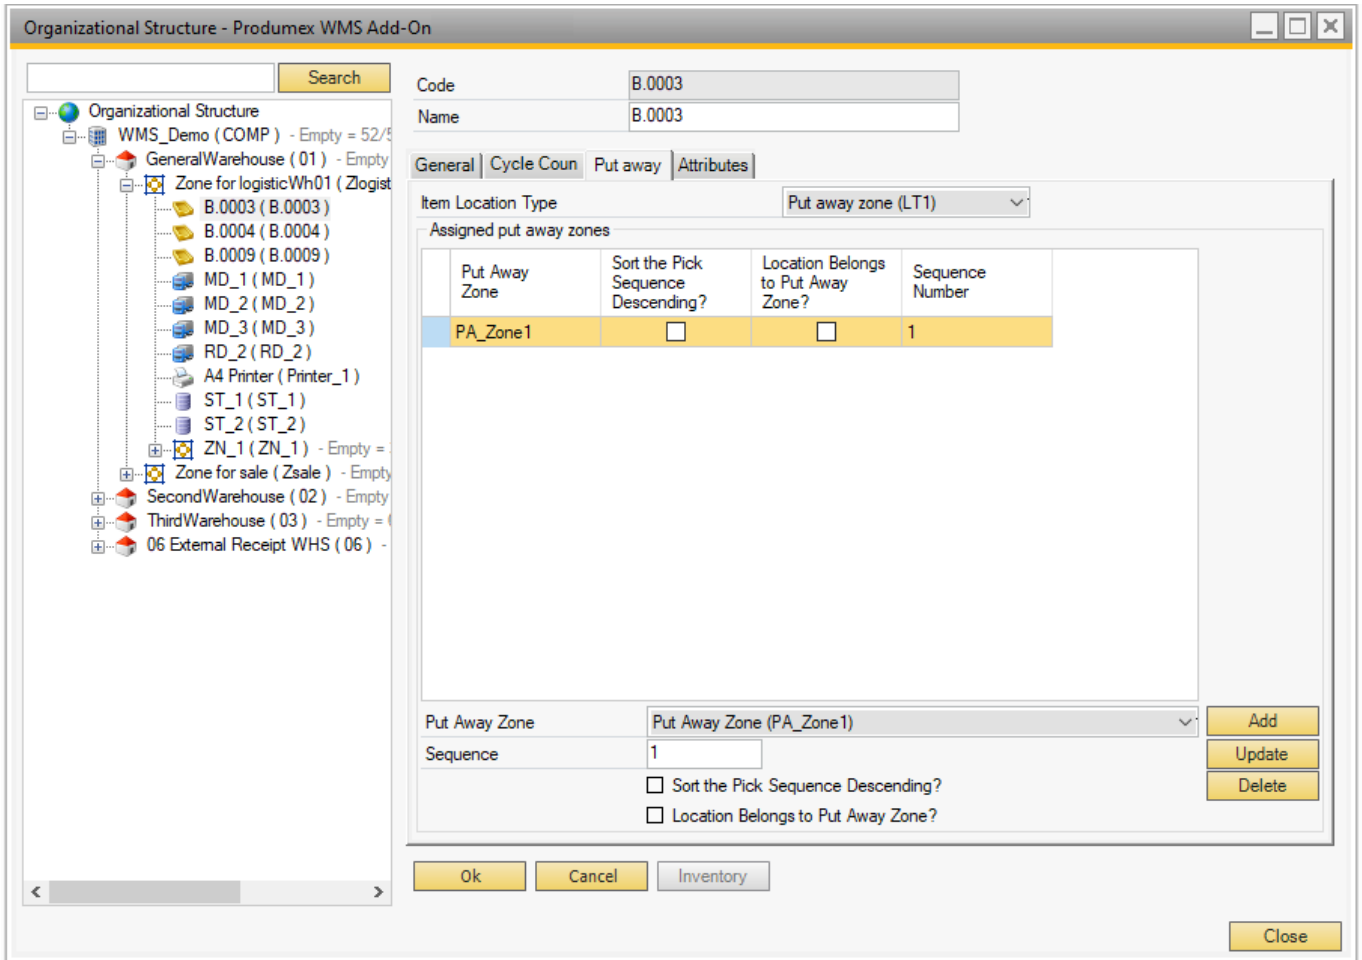 Organizational Structure - Produmex WMS Add-On
Search
Organizational Structure
WMS_Demo ( COMP ) - Empty = 52/5
GeneralWarehouse ( 01 ) - Empty
Zone for logisticWh01 ( Zlogist
B.0003 ( B.0003 )
B.0004 ( B.0004 )
B.0009 ( B.0009 )
MD_1 ( MD_1 )
MD_2 ( MD_2 )
MD_3 ( MD_3 )
RD_2 ( RD_2 )
A4 Printer ( Printer_1 )
ST_1 ( ST_1 )
ST_2 ( ST_2 )
ZN_1 ( ZN_1 ) - Empty =
Zone for sale ( Zsale ) - Empty
SecondWarehouse ( 02 ) - Empty
ThirdWarehouse ( 03 ) - Empty =
06 External Receipt WHS ( 06 ) -
Code B.0003
Name B.0003
General Cycle Coun Put away Attributes
Item Location Type Put away zone (LT1)
Assigned put away zones
Put Away Zone
Sort the Pick Sequence Descending?
Location Belongs to Put Away Zone?
Sequence Number
PA_Zone1 1
Put Away Zone Put Away Zone (PA_Zone1) Add
Sequence 1 Update
Sort the Pick Sequence Descending? Delete
Location Belongs to Put Away Zone?
Ok Cancel Inventory
Close